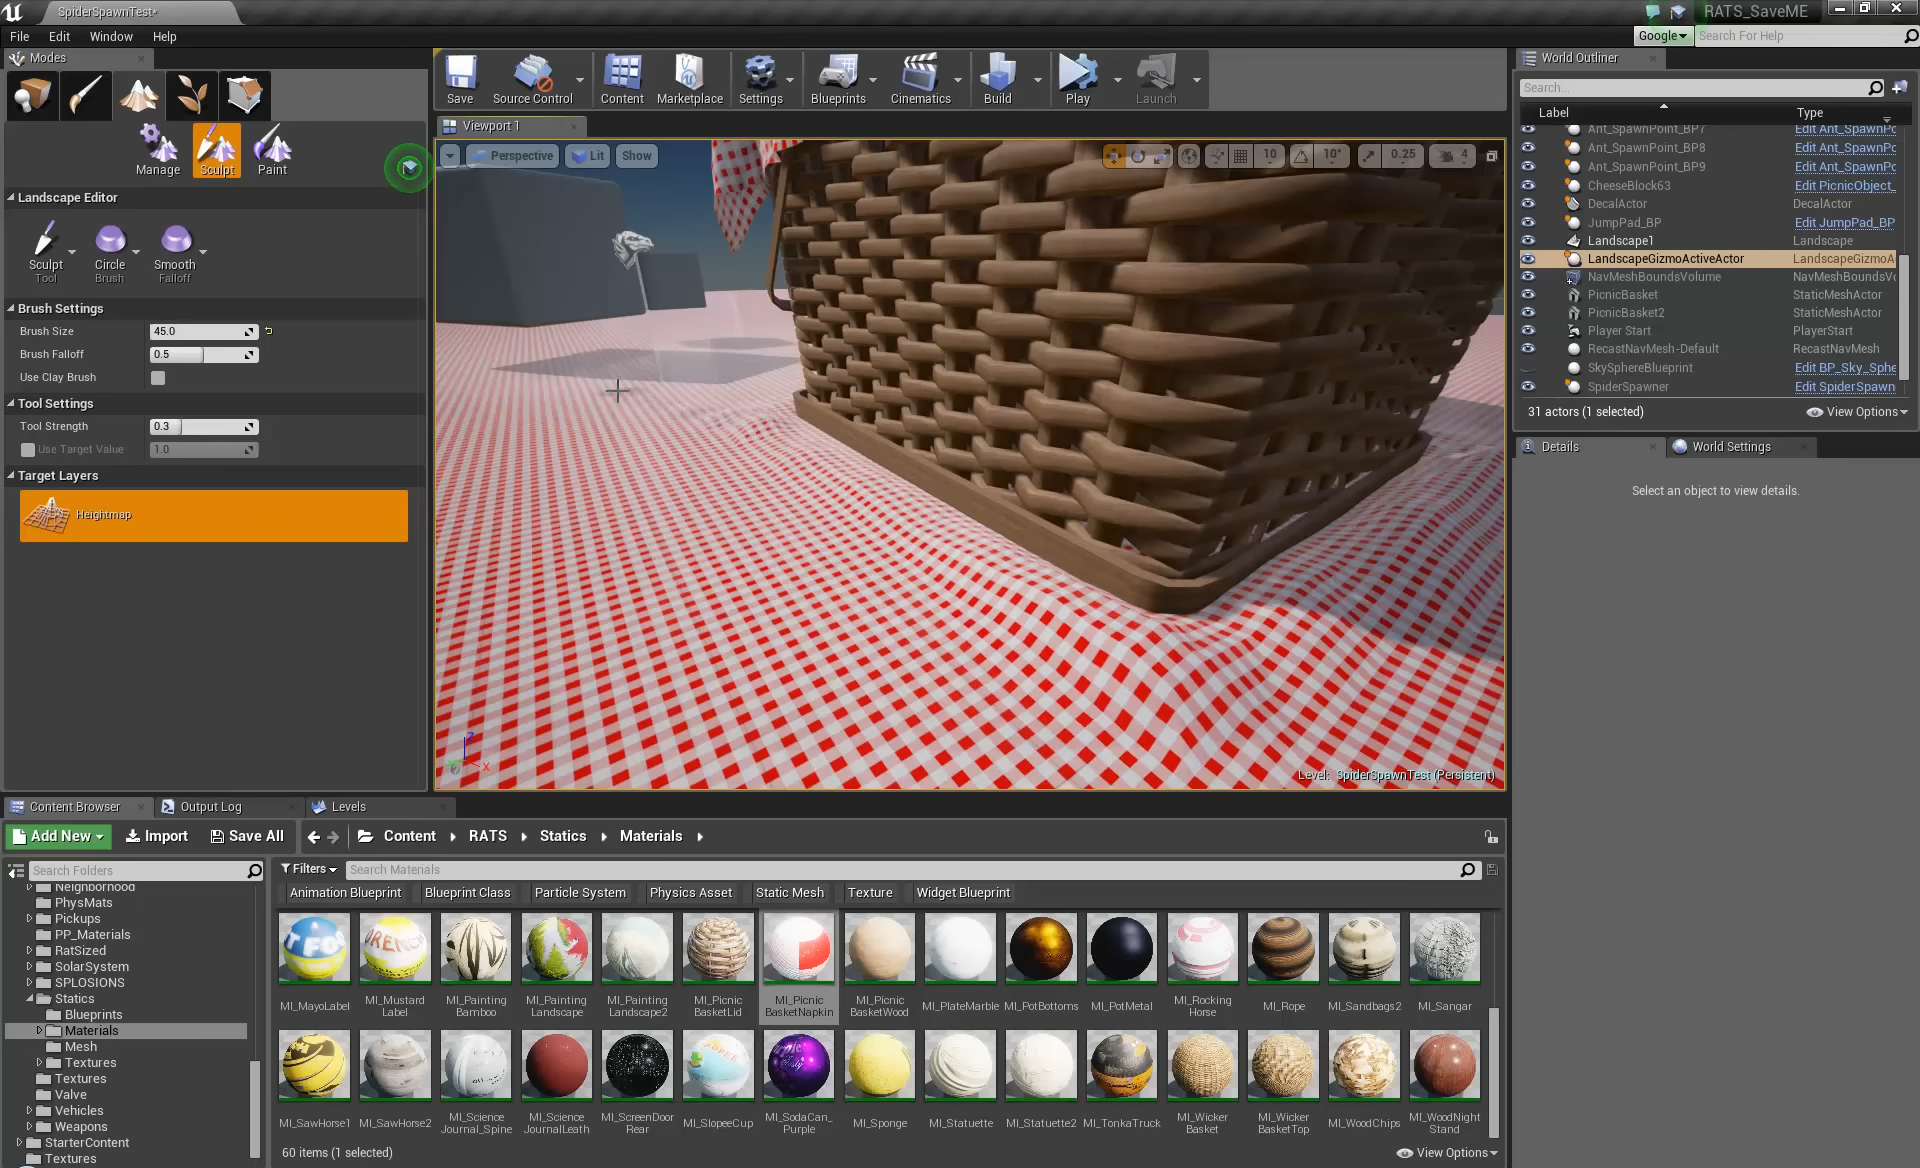 SpiderSpawnTest*
RATS_SaveME
File Edit Window Help
Google
Search For Help
Modes
Manage
Sculpt
Paint
Landscape Editor
Sculpt
Tool
Circle
Brush
Smooth
Falloff
Brush Settings
Brush Size 45.0
Brush Falloff 0.5
Use Clay Brush
Tool Settings
Tool Strength 0.3
Use Target Value 1.0
Target Layers
Heightmap
Save
Source Control
Content
Marketplace
Settings
Blueprints
Cinematics
Build
Play
Launch
Viewport 1
Perspective
Lit
Show
10
10°
0.25
4
Z
X
Level: SpiderSpawnTest (Persistent)
World Outliner
Search...
Label Type
Ant_SpawnPoint_BP7 Edit Ant_SpawnPc
Ant_SpawnPoint_BP8 Edit Ant_SpawnPc
Ant_SpawnPoint_BP9 Edit Ant_SpawnPc
CheeseBlock63 Edit PicnicObject_
DecalActor DecalActor
JumpPad_BP Edit JumpPad_BP
Landscape1 Landscape
LandscapeGizmoActiveActor LandscapeGizmoA
NavMeshBoundsVolume NavMeshBoundsVo
PicnicBasket StaticMeshActor
PicnicBasket2 StaticMeshActor
Player Start PlayerStart
RecastNavMesh-Default RecastNavMesh
SkySphereBlueprint Edit BP_Sky_Sphe
SpiderSpawner Edit SpiderSpawn
31 actors (1 selected)
View Options
Details
World Settings
Select an object to view details.
Content Browser
Output Log
Levels
Add New
Import
Save All
Content
RATS
Statics
Materials
Search Folders
Filters
Search Materials
Animation Blueprint
Blueprint Class
Particle System
Physics Asset
Static Mesh
Texture
Widget Blueprint
Neighborhood
PhysMats
Pickups
PP_Materials
RatSized
SolarSystem
SPLOSIONS
Statics
Blueprints
Materials
Mesh
Textures
Textures
Valve
Vehicles
Weapons
StarterContent
Textures
MI_MayoLabel
MI_Mustard
Label
MI_Painting
Bamboo
MI_Painting
Landscape
MI_Painting
Landscape2
MI_Picnic
BasketLid
MI_Picnic
BasketNapkin
MI_Picnic
BasketWood
MI_PlateMarble
MI_PotBottoms
MI_PotMetal
MI_Rocking
Horse
MI_Rope
MI_Sandbags2
MI_Sangar
MI_SawHorse1
MI_SawHorse2
MI_Science
Journal_Spine
MI_Science
JournalLeath
MI_ScreenDoor
Rear
MI_SlopeeCup
MI_SodaCan_
Purple
MI_Sponge
MI_Statuette
MI_Statuette2
MI_TonkaTruck
MI_Wicker
Basket
MI_Wicker
BasketTop
MI_WoodChips
MI_WoodNight
Stand
60 items (1 selected)
View Options